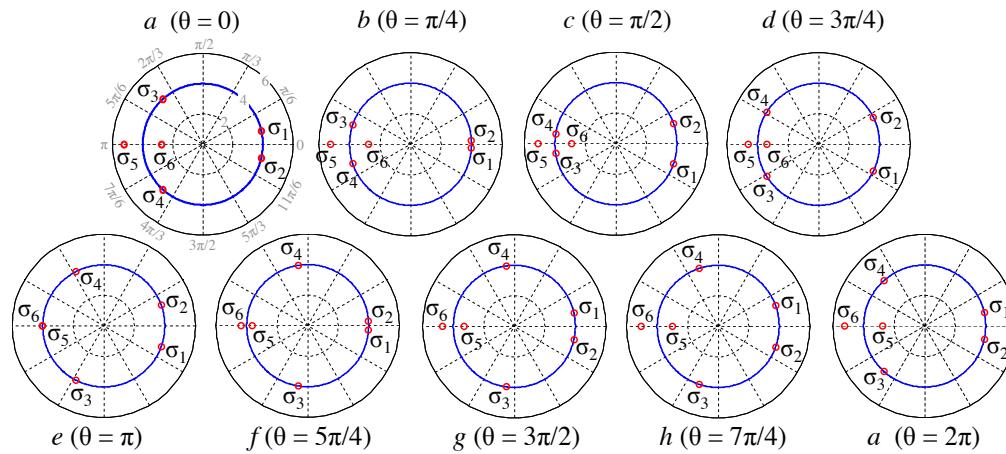 a (θ = 0)
b (θ = π/4)
c (θ = π/2)
d (θ = 3π/4)
π/2
2π/3
π/3
5π/6
π/6
6
4
2
π
0
7π/6
11π/6
4π/3
5π/3
3π/2
σ3
σ1
σ5
σ6
σ2
σ4
σ3
σ2
σ5
σ6
σ1
σ4
σ4
σ6
σ2
σ5
σ3
σ1
σ4
σ2
σ5
σ6
σ3
σ1
σ4
σ2
σ6
σ5
σ1
σ3
σ4
σ6
σ2
σ5
σ1
σ3
σ4
σ6
σ1
σ5
σ2
σ3
σ4
σ6
σ1
σ5
σ2
σ3
σ4
σ6
σ1
σ5
σ2
σ3
e (θ = π)
f (θ = 5π/4)
g (θ = 3π/2)
h (θ = 7π/4)
a (θ = 2π)